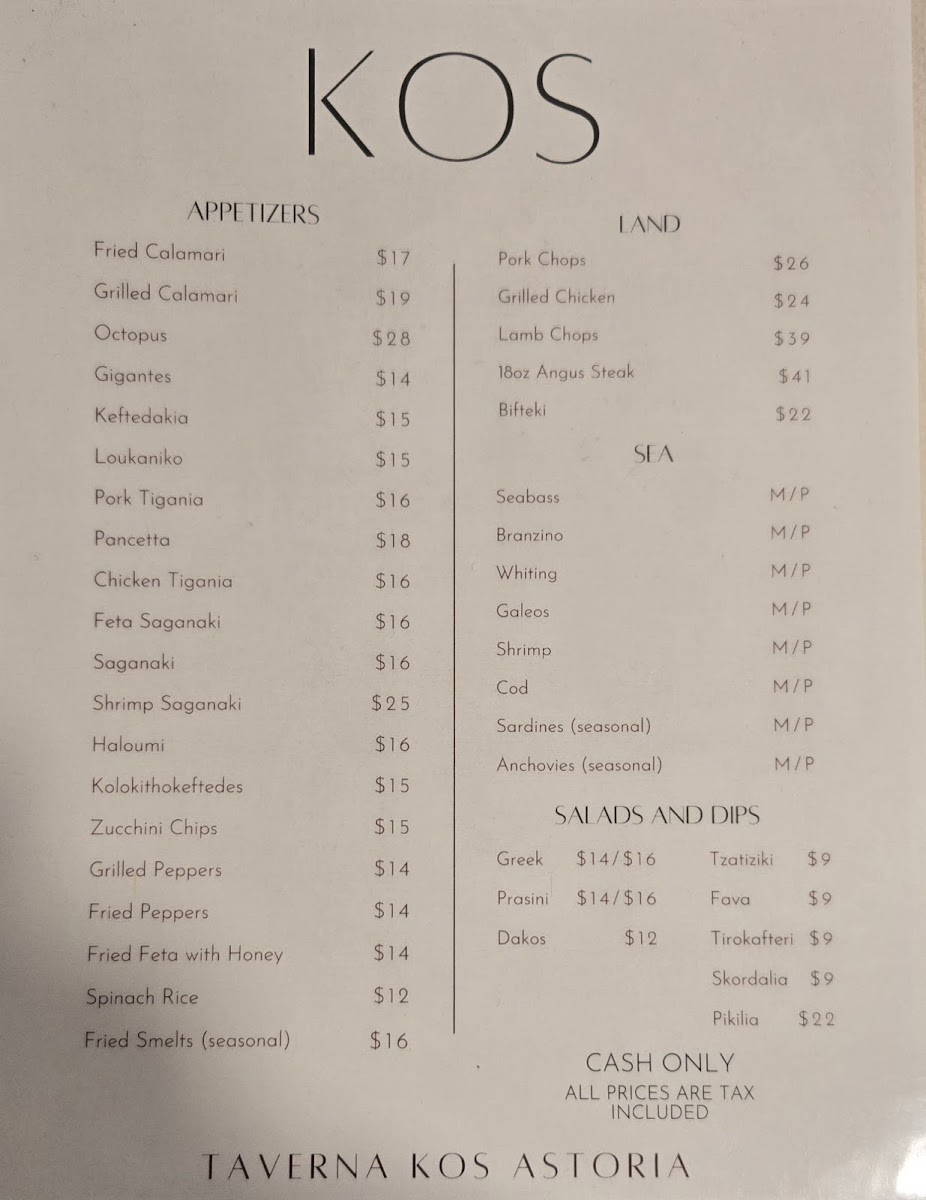 KOS
APPETIZERS
Fried Calamari $17
Grilled Calamari $19
Octopus $28
Gigantes $14
Keftedakia $15
Loukaniko $15
Pork Tigania $16
Pancetta $18
Chicken Tigania $16
Feta Saganaki $16
Saganaki $16
Shrimp Saganaki $25
Haloumi $16
Kolokithokeftedes $15
Zucchini Chips $15
Grilled Peppers $14
Fried Peppers $14
Fried Feta with Honey $14
Spinach Rice $12
Fried Smelts (seasonal) $16
LAND
Pork Chops $26
Grilled Chicken $24
Lamb Chops $39
18oz Angus Steak $41
Bifteki $22
SEA
Seabass M/P
Branzino M/P
Whiting M/P
Galeos M/P
Shrimp M/P
Cod M/P
Sardines (seasonal) M/P
Anchovies (seasonal) M/P
SALADS AND DIPS
Greek $14/$16
Prasini $14/$16
Dakos $12
Tzatiziki $9
Fava $9
Tirokafteri $9
Skordalia $9
Pikilia $22
CASH ONLY
ALL PRICES ARE TAX
INCLUDED
TAVERNA KOS ASTORIA